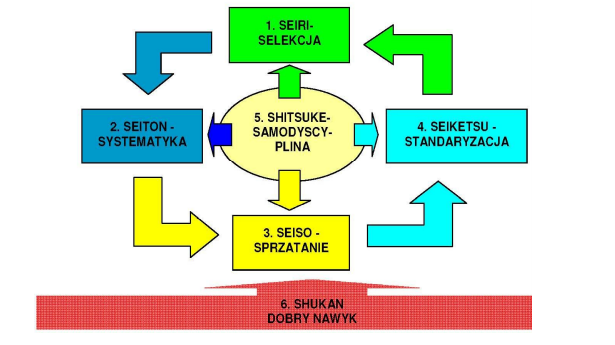 1. SEIRI-
SELEKCJA
5. SHITSUKE-
SAMODYSCY-
PLINA
2. SEITON -
SYSTEMATYKA
4. SEIKETSU -
STANDARYZACJA
3. SEISO -
SPRZATANIE
6. SHUKAN
DOBRY NAWYK